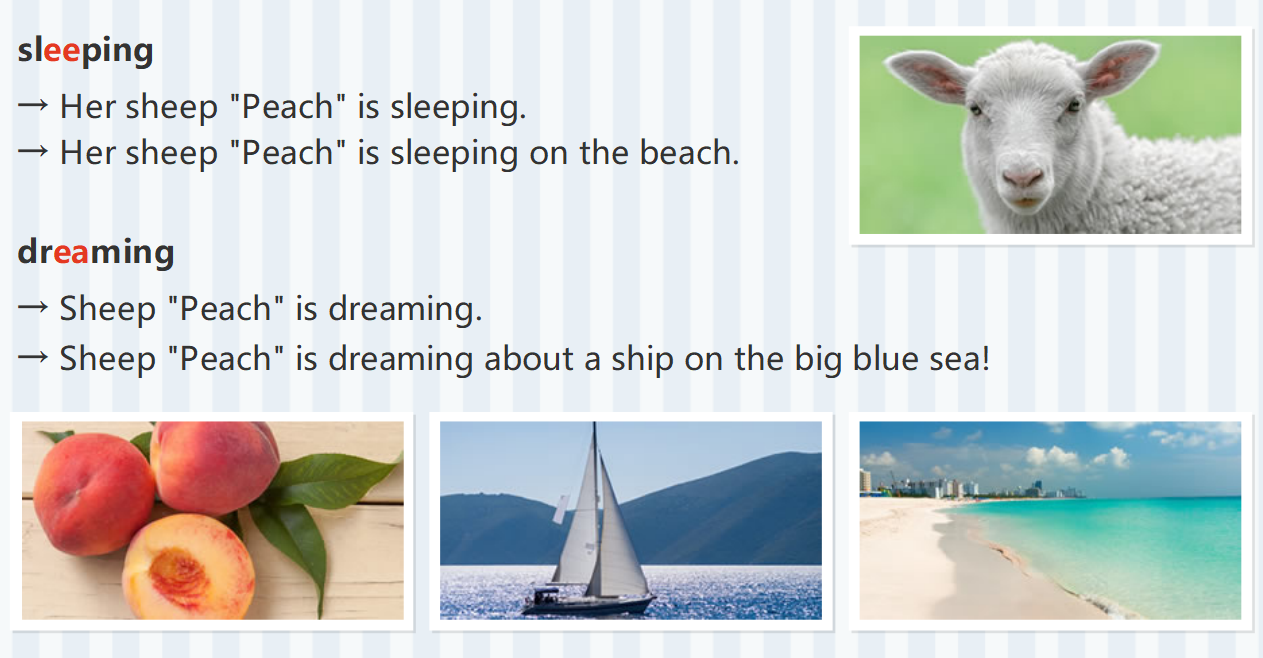 sleeping
→ Her sheep "Peach" is sleeping.
→ Her sheep "Peach" is sleeping on the beach.
dreaming
→ Sheep "Peach" is dreaming.
→ Sheep "Peach" is dreaming about a ship on the big blue sea!